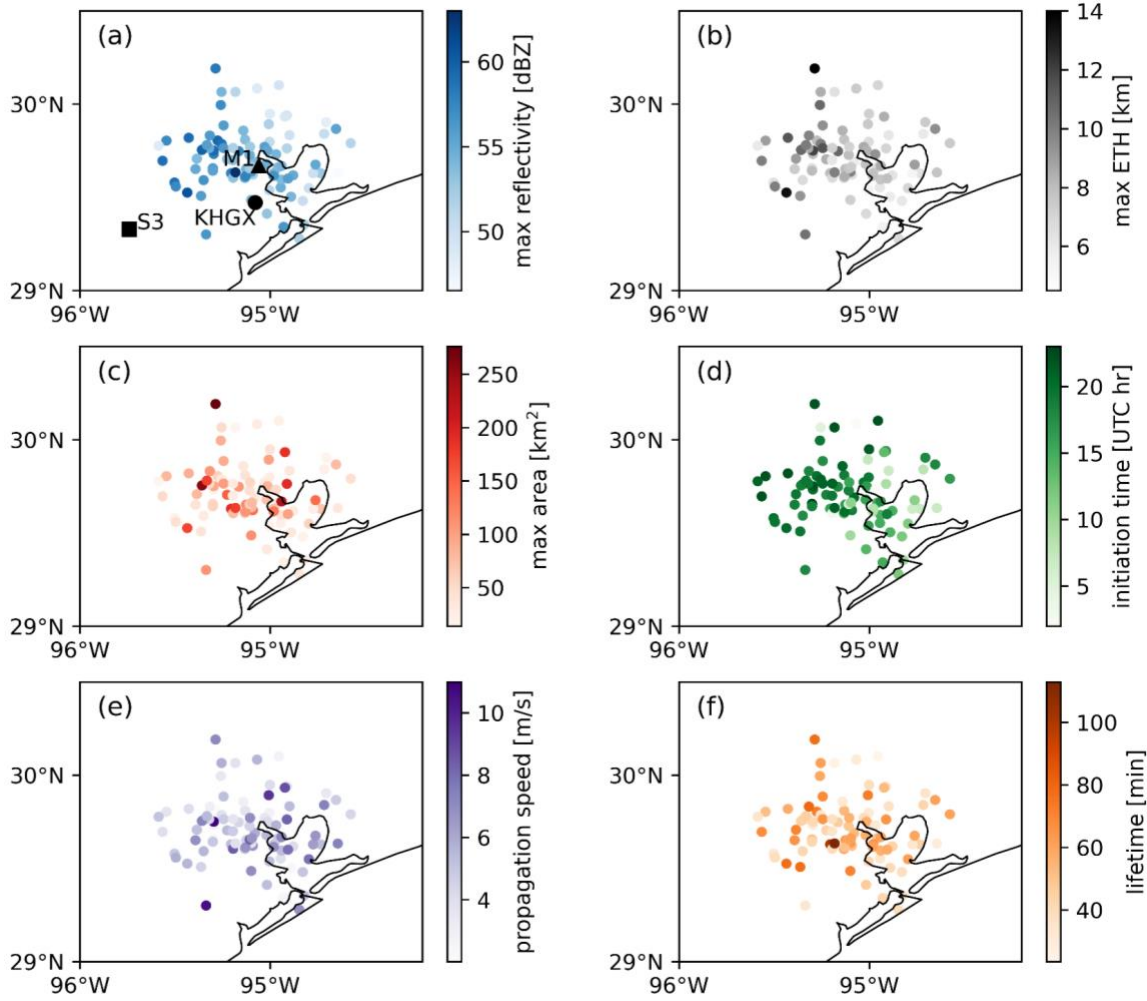 (a)
M1
S3
KHGX
30°N
29°N
96°W
95°W
60
55
50
max reflectivity [dBZ]
(b)
30°N
29°N
96°W
95°W
14
12
10
8
6
max ETH [km]
(c)
30°N
29°N
96°W
95°W
250
200
150
100
50
max area [km²]
(d)
30°N
29°N
96°W
95°W
20
15
10
5
initiation time [UTC hr]
(e)
30°N
29°N
96°W
95°W
10
8
6
4
propagation speed [m/s]
(f)
30°N
29°N
96°W
95°W
100
80
60
40
lifetime [min]